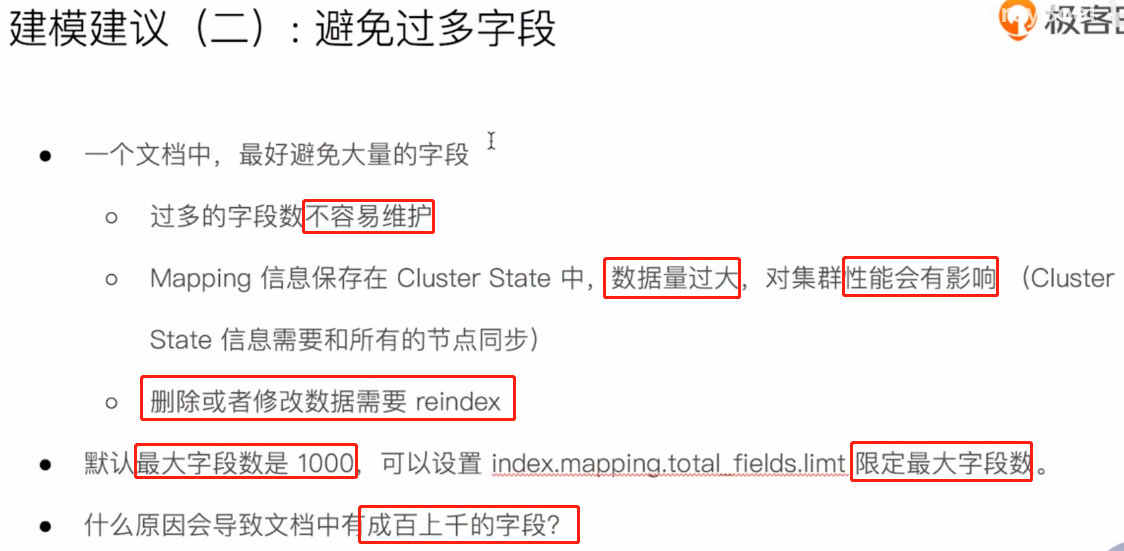 建模建议（二）: 避免过多字段
极客
● 一个文档中，最好避免大量的字段
○ 过多的字段数不容易维护
○ Mapping 信息保存在 Cluster State 中，数据量过大，对集群性能会有影响 （Cluster
State 信息需要和所有的节点同步）
○ 删除或者修改数据需要 reindex
● 默认最大字段数是 1000，可以设置 index.mapping.total_fields.limt 限定最大字段数。
● 什么原因会导致文档中有成百上千的字段?